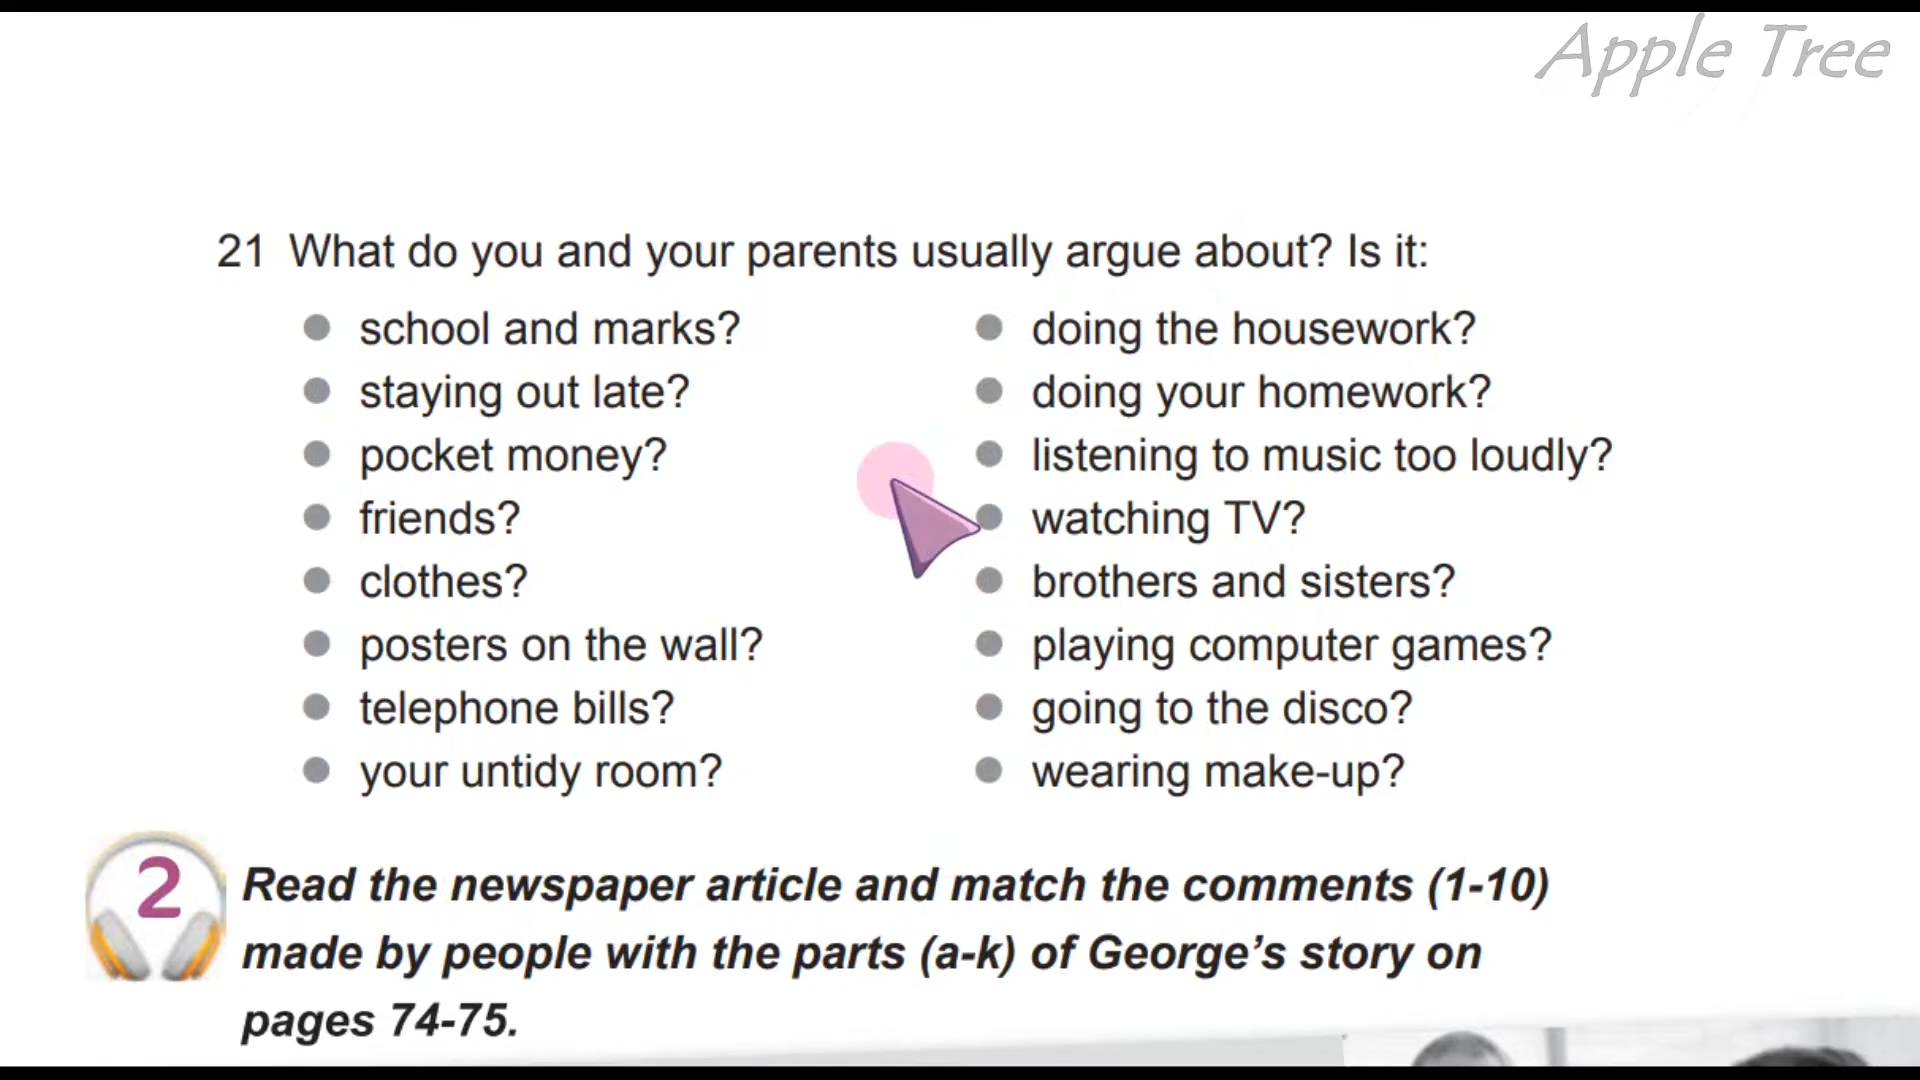 Apple Tree
21 What do you and your parents usually argue about? Is it:
school and marks?
staying out late?
pocket money?
friends?
clothes?
posters on the wall?
telephone bills?
your untidy room?
doing the housework?
doing your homework?
listening to music too loudly?
watching TV?
brothers and sisters?
playing computer games?
going to the disco?
wearing make-up?
2
Read the newspaper article and match the comments (1-10)
made by people with the parts (a-k) of George’s story on
pages 74-75.